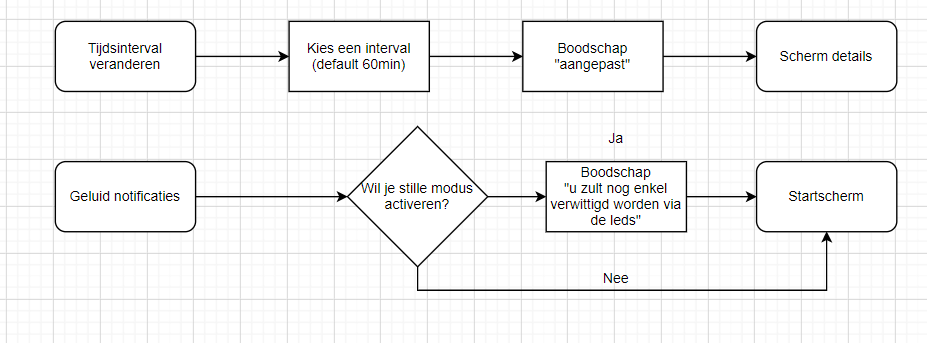 Tijdsinterval
veranderen
Kies een interval
(default 60min)
Boodschap
"aangepast"
Scherm details
Geluid notificaties
Wil je stille modus
activeren?
Ja
Boodschap
"u zult nog enkel
verwittigd worden via
de leds"
Startscherm
Nee